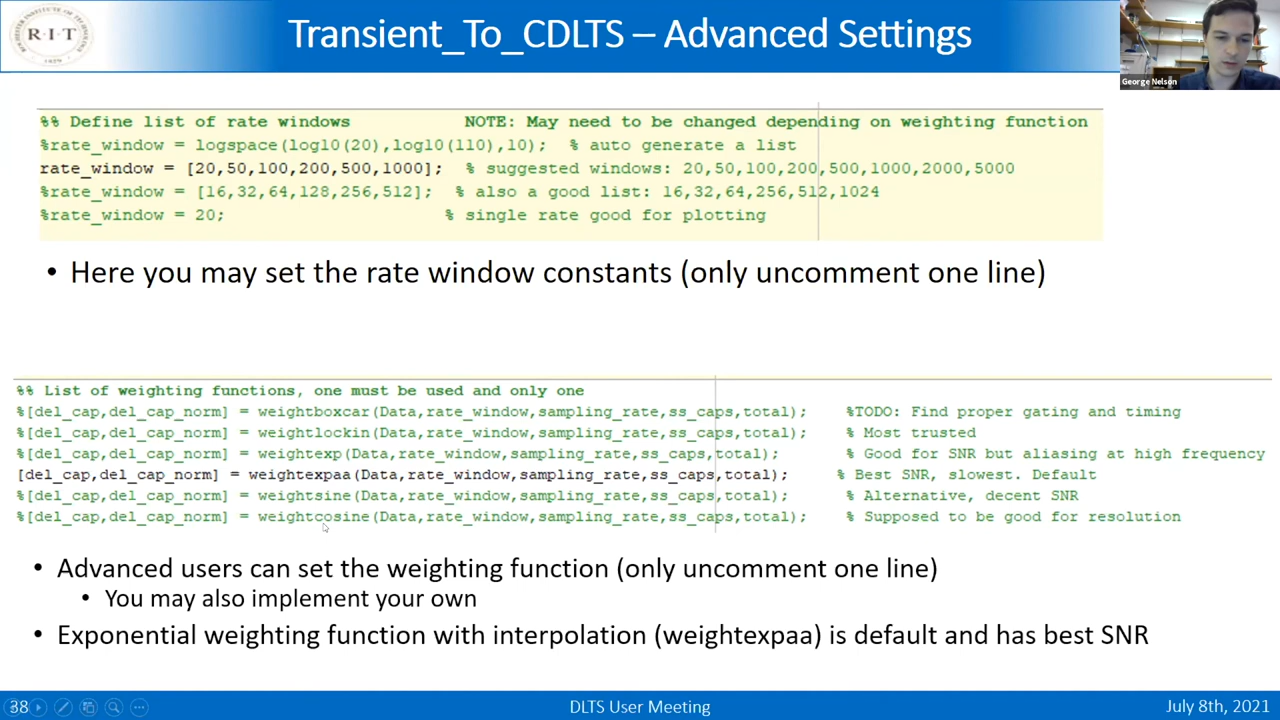 Transient_To_CDLTS – Advanced Settings
R·I·T
George Nelson
%% Define list of rate windows NOTE: May need to be changed depending on weighting function
%rate_window = logspace(log10(20),log10(110),10); % auto generate a list
rate_window = [20,50,100,200,500,1000]; % suggested windows: 20,50,100,200,500,1000,2000,5000
%rate_window = [16,32,64,128,256,512]; % also a good list: 16,32,64,256,512,1024
%rate_window = 20; % single rate good for plotting
• Here you may set the rate window constants (only uncomment one line)
%% List of weighting functions, one must be used and only one
%[del_cap,del_cap_norm] = weightboxcar(Data,rate_window,sampling_rate,ss_caps,total); %TODO: Find proper gating and timing
%[del_cap,del_cap_norm] = weightlockin(Data,rate_window,sampling_rate,ss_caps,total); % Most trusted
%[del_cap,del_cap_norm] = weightexp(Data,rate_window,sampling_rate,ss_caps,total); % Good for SNR but aliasing at high frequency
[del_cap,del_cap_norm] = weightexpaa(Data,rate_window,sampling_rate,ss_caps,total); % Best SNR, slowest. Default
%[del_cap,del_cap_norm] = weightsine(Data,rate_window,sampling_rate,ss_caps,total); % Alternative, decent SNR
%[del_cap,del_cap_norm] = weightcosine(Data,rate_window,sampling_rate,ss_caps,total); % Supposed to be good for resolution
• Advanced users can set the weighting function (only uncomment one line)
• You may also implement your own
• Exponential weighting function with interpolation (weightexpaa) is default and has best SNR
38
DLTS User Meeting
July 8th, 2021